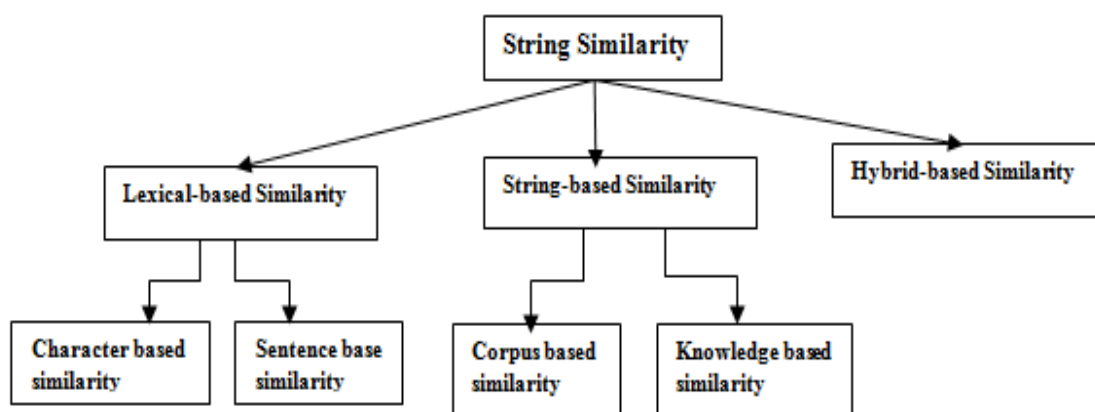 String Similarity
Lexical-based Similarity
String-based Similarity
Hybrid-based Similarity
Character based
similarity
Sentence base
similarity
Corpus based
similarity
Knowledge based
similarity